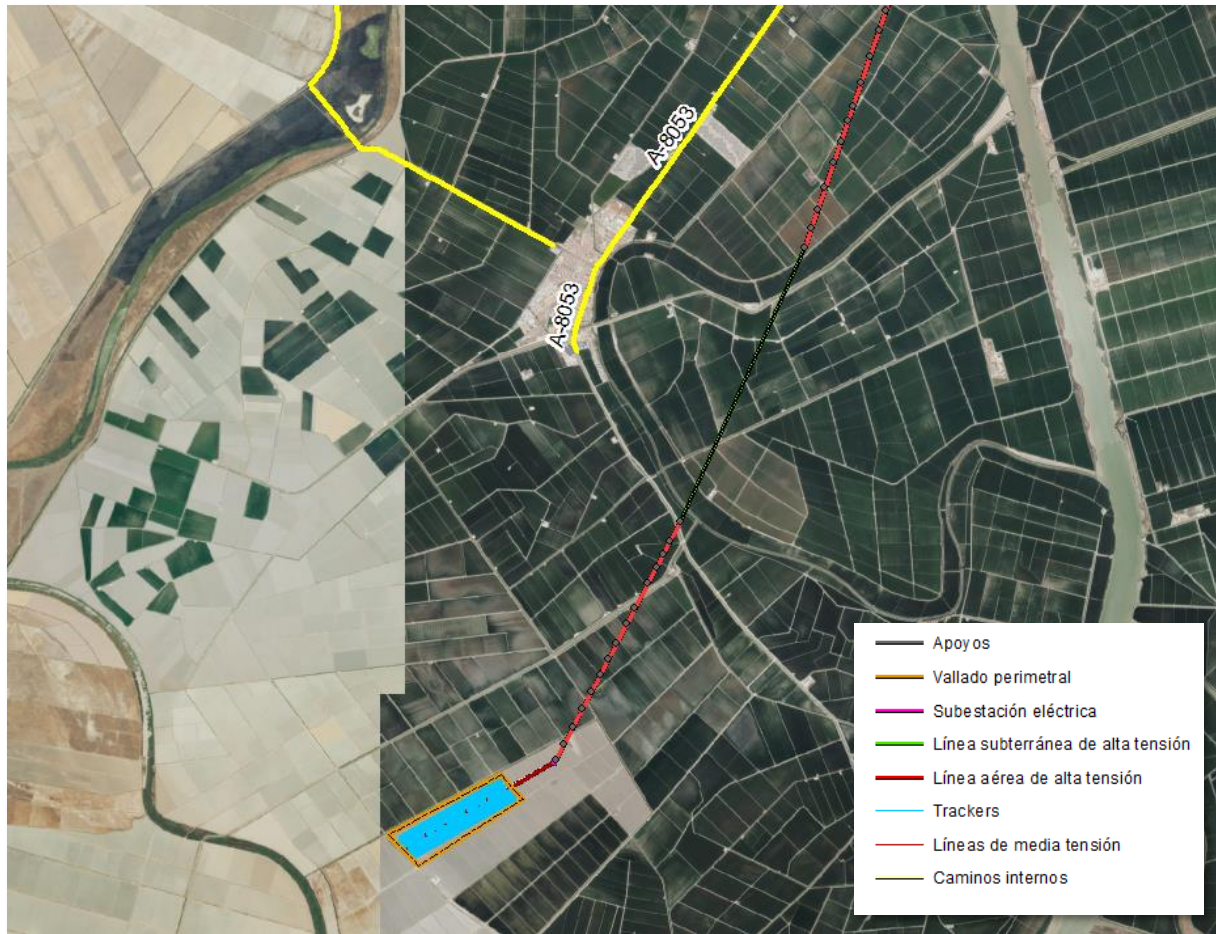 A-8053
A-8053
Apoyos
Vallado perimetral
Subestación eléctrica
Línea subterránea de alta tensión
Línea aérea de alta tensión
Trackers
Líneas de media tensión
Caminos internos